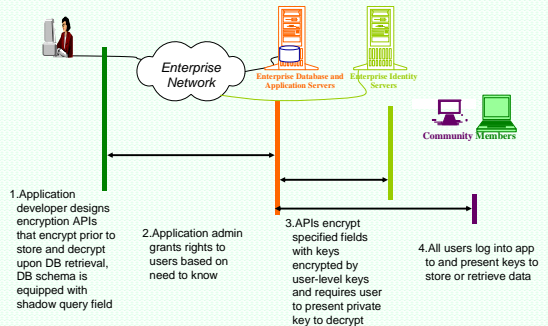 Enterprise
Network
Enterprise Database and
Application Servers
Enterprise Identity
Servers
Community Members
1.Application
developer designs
encryption APIs
that encrypt prior to
store and decrypt
upon DB retrieval,
DB schema is
equipped with
shadow query field
2.Application admin
grants rights to
users based on
need to know
3.APIs encrypt
specified fields
with keys
encrypted by
user-level keys
and requires user
to present private
key to decrypt
4.All users log into app
to and present keys to
store or retrieve data